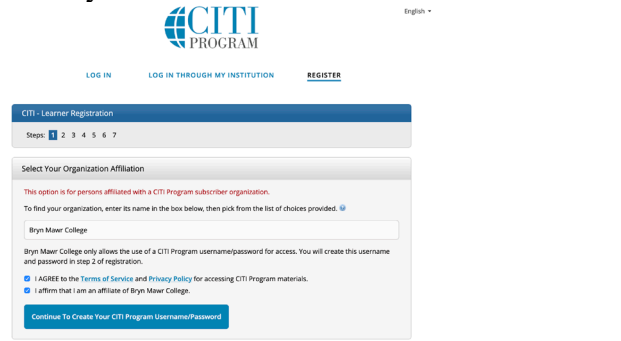 CITI
PROGRAM
English
LOG IN
LOG IN THROUGH MY INSTITUTION
REGISTER
CITI - Learner Registration
Steps: 1 2 3 4 5 6 7
Select Your Organization Affiliation
This option is for persons affiliated with a CITI Program subscriber organization.
To find your organization, enter its name in the box below, then pick from the list of choices provided.
Bryn Mawr College
Bryn Mawr College only allows the use of a CITI Program username/password for access. You will create this username
and password in step 2 of registration.
I AGREE to the Terms of Service and Privacy Policy for accessing CITI Program materials.
I affirm that I am an affiliate of Bryn Mawr College.
Continue To Create Your CITI Program Username/Password